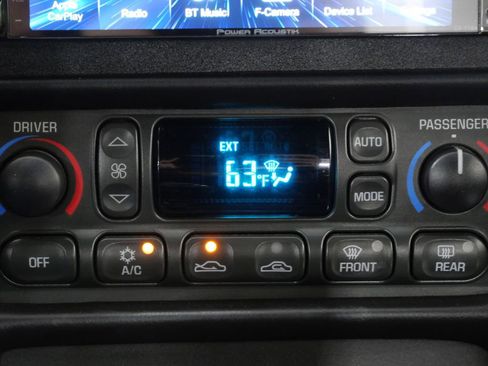 Apple
CarPlay
Radio
BT Music
F-Camera
Device List
Settings
POWER ACOUSTIK
DRIVER
PASSENGER
EXT
63°F
AUTO
MODE
OFF
A/C
FRONT
REAR